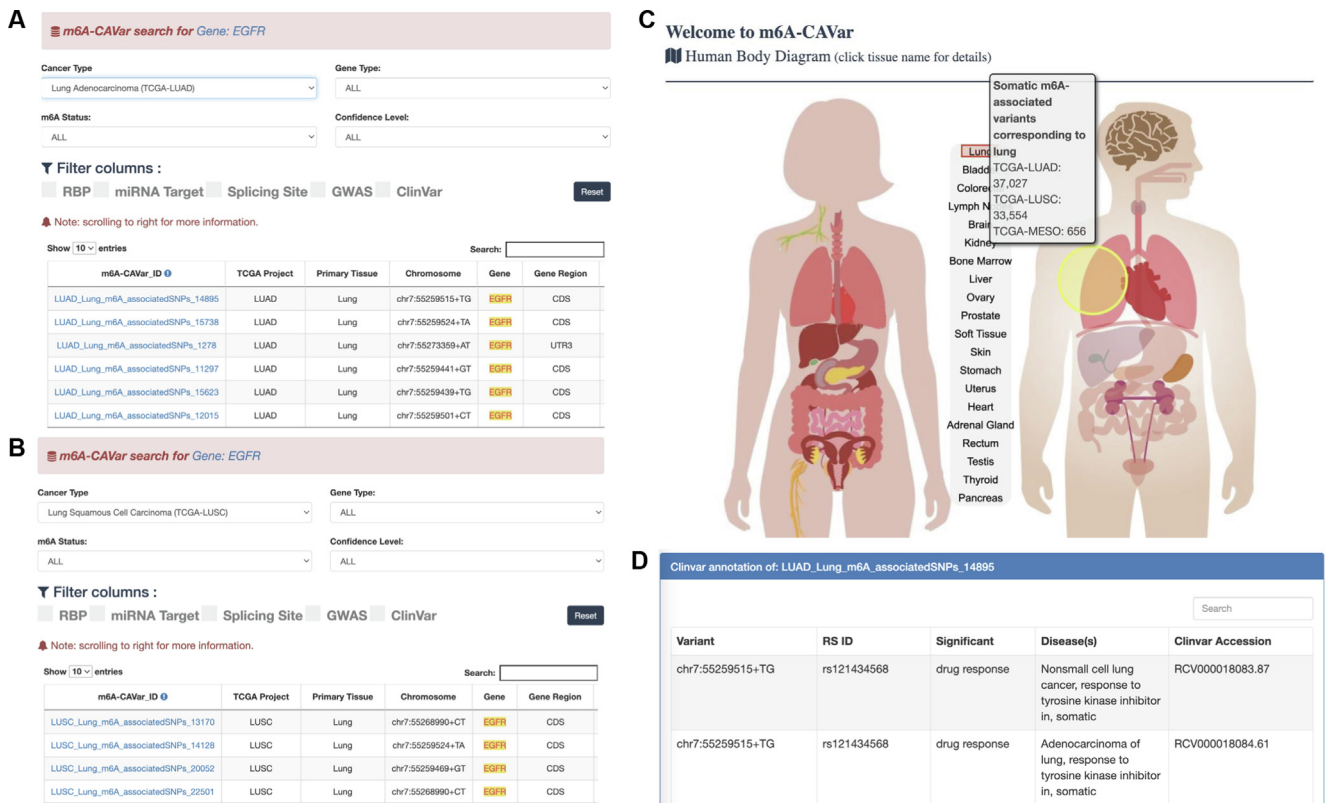 A
m6A-CAVar search for Gene: EGFR
Cancer Type Gene Type:
Lung Adenocarcinoma (TCGA-LUAD) ALL
m6A Status: Confidence Level:
ALL ALL
Filter columns :
RBP miRNA Target Splicing Site GWAS ClinVar Reset
Note: scrolling to right for more information.
Show 10 entries Search:
m6A-CAVar_ID TCGA Project Primary Tissue Chromosome Gene Gene Region
LUAD_Lung_m6A_associatedSNPs_14895 LUAD Lung chr7:55259515+TG EGFR CDS
LUAD_Lung_m6A_associatedSNPs_15738 LUAD Lung chr7:55259524+TA EGFR CDS
LUAD_Lung_m6A_associatedSNPs_1278 LUAD Lung chr7:55273359+AT EGFR UTR3
LUAD_Lung_m6A_associatedSNPs_11297 LUAD Lung chr7:55259441+GT EGFR CDS
LUAD_Lung_m6A_associatedSNPs_15623 LUAD Lung chr7:55259439+TG EGFR CDS
LUAD_Lung_m6A_associatedSNPs_12015 LUAD Lung chr7:55259501+CT EGFR CDS
B
m6A-CAVar search for Gene: EGFR
Cancer Type Gene Type:
Lung Squamous Cell Carcinoma (TCGA-LUSC) ALL
m6A Status: Confidence Level:
ALL ALL
Filter columns :
RBP miRNA Target Splicing Site GWAS ClinVar Reset
Note: scrolling to right for more information.
Show 10 entries Search:
m6A-CAVar_ID TCGA Project Primary Tissue Chromosome Gene Gene Region
LUSC_Lung_m6A_associatedSNPs_13170 LUSC Lung chr7:55268990+CT EGFR CDS
LUSC_Lung_m6A_associatedSNPs_14128 LUSC Lung chr7:55259524+TA EGFR CDS
LUSC_Lung_m6A_associatedSNPs_20052 LUSC Lung chr7:55259469+GT EGFR CDS
LUSC_Lung_m6A_associatedSNPs_22501 LUSC Lung chr7:55268990+CT EGFR CDS
C
Welcome to m6A-CAVar
Human Body Diagram (click tissue name for details)
Somatic m6A-
associated
variants
corresponding to
lung
TCGA-LUAD:
37,027
TCGA-LUSC:
33,554
TCGA-MESO: 656
Lung
Kidney
Bone Marrow
Liver
Ovary
Prostate
Soft Tissue
Skin
Stomach
Uterus
Heart
Adrenal Gland
Rectum
Testis
Thyroid
Pancreas
D
Clinvar annotation of: LUAD_Lung_m6A_associatedSNPs_14895
Search
Variant RS ID Significant Disease(s) Clinvar Accession
chr7:55259515+TG rs121434568 drug response Nonsmall cell lung RCV000018083.87
cancer, response to
tyrosine kinase inhibitor
in, somatic
chr7:55259515+TG rs121434568 drug response Adenocarcinoma of RCV000018084.61
lung, response to
tyrosine kinase inhibitor
in, somatic